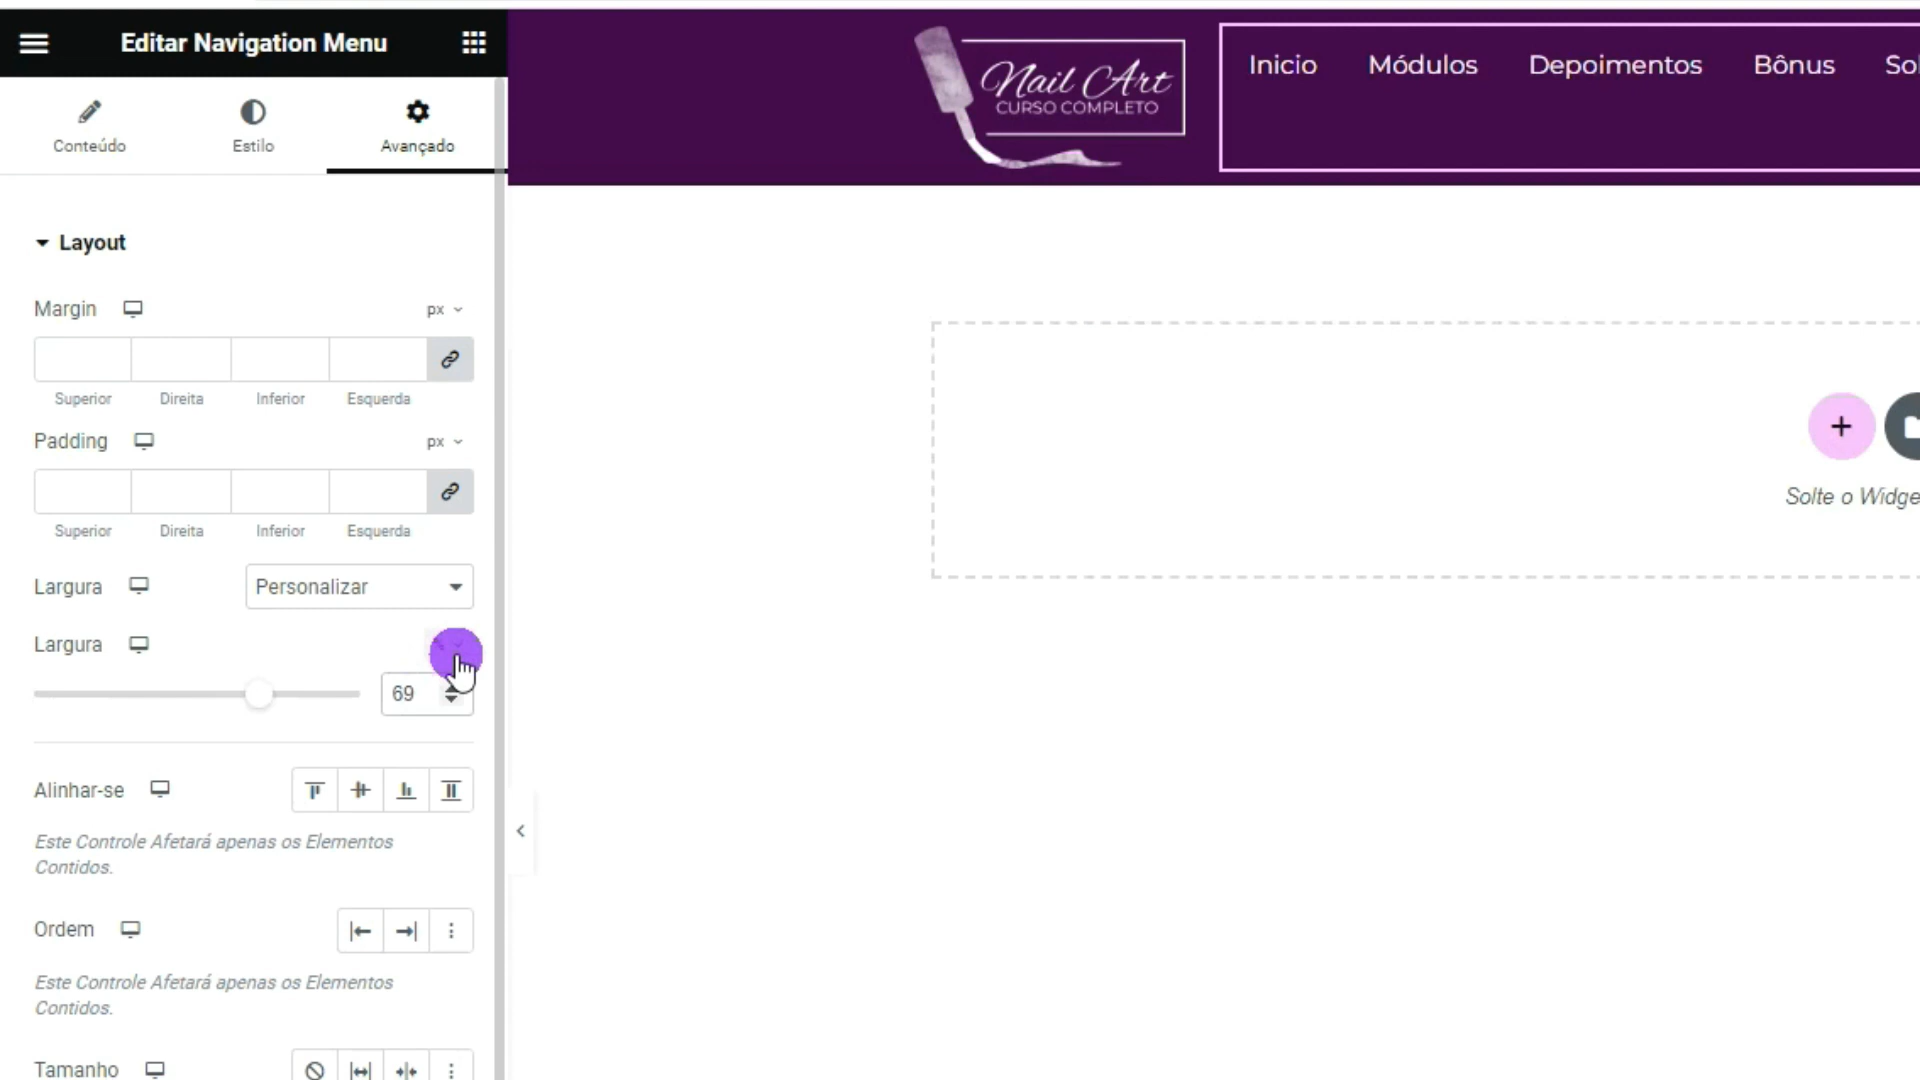 Editar Navigation Menu
Conteúdo
Estilo
Avançado
Nail Art
CURSO COMPLETO
Inicio
Módulos
Depoimentos
Bônus
Layout
Margin
px
Superior
Direita
Inferior
Esquerda
Padding
px
Superior
Direita
Inferior
Esquerda
Largura
Personalizar
Largura
69
Solte o
Alinhar-se
Este Controle Afetará apenas os Elementos
Contidos.
Ordem
Este Controle Afetará apenas os Elementos
Contidos.
Tamanho